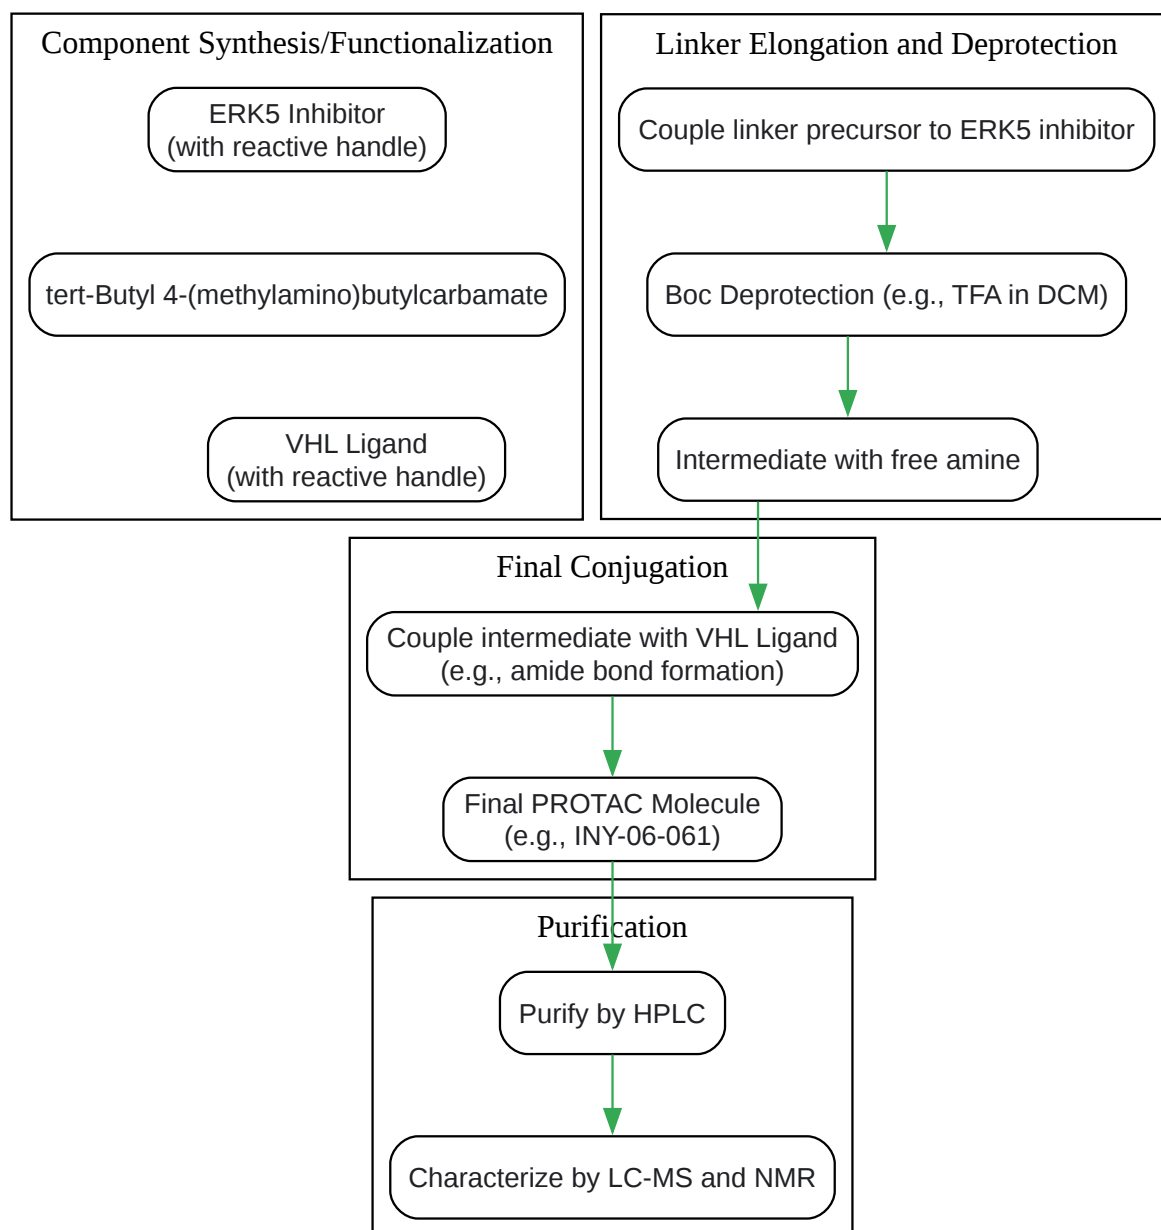 Component Synthesis/Functionalization
ERK5 Inhibitor
(with reactive handle)
tert-Butyl 4-(methylamino)butylcarbamate
VHL Ligand
(with reactive handle)
Linker Elongation and Deprotection
Couple linker precursor to ERK5 inhibitor
Boc Deprotection (e.g., TFA in DCM)
Intermediate with free amine
Final Conjugation
Couple intermediate with VHL Ligand
(e.g., amide bond formation)
Final PROTAC Molecule
(e.g., INY-06-061)
Purification
Purify by HPLC
Characterize by LC-MS and NMR